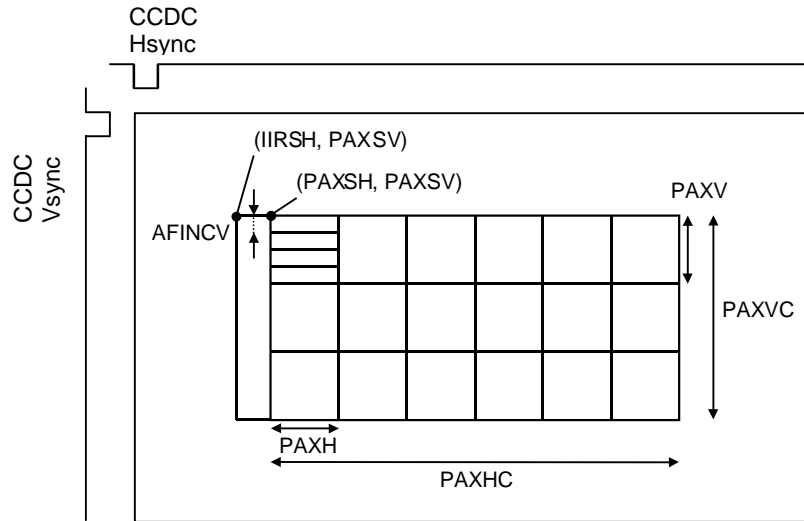 CCDC
Hsync
CCDC
Vsync
(IIRSH, PAXSV)
(PAXSH, PAXSV)
PAXV
AFINCV
PAXVC
PAXH
PAXHC